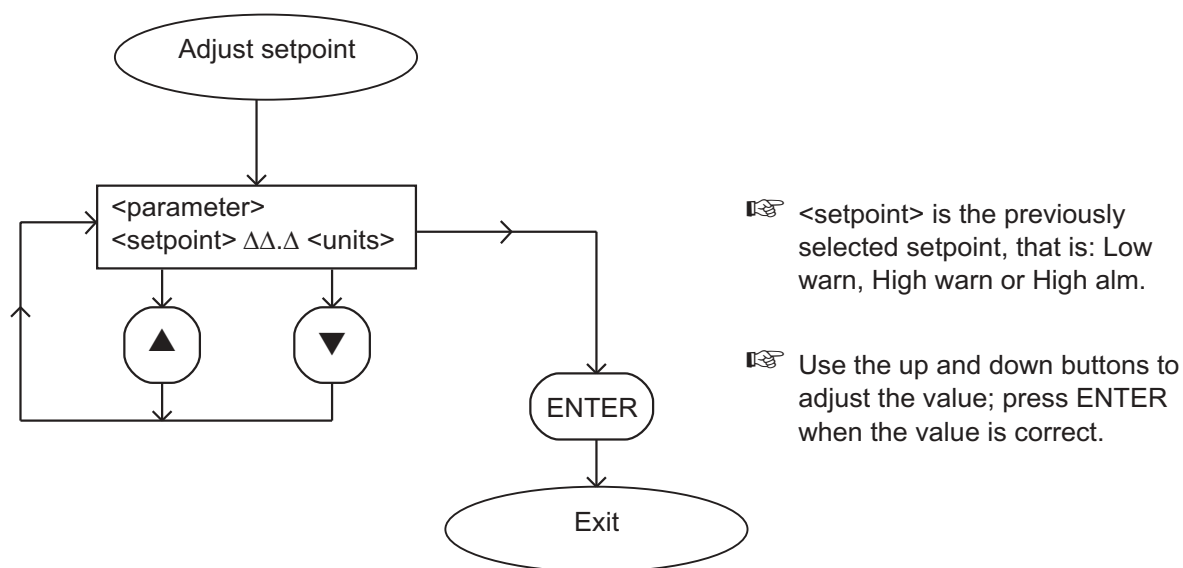 Adjust setpoint
<parameter>
<setpoint> ΔΔ.Δ <units>
▲
▼
ENTER
Exit
☞ <setpoint> is the previously
selected setpoint, that is: Low
warn, High warn or High alm.
☞ Use the up and down buttons to
adjust the value; press ENTER
when the value is correct.